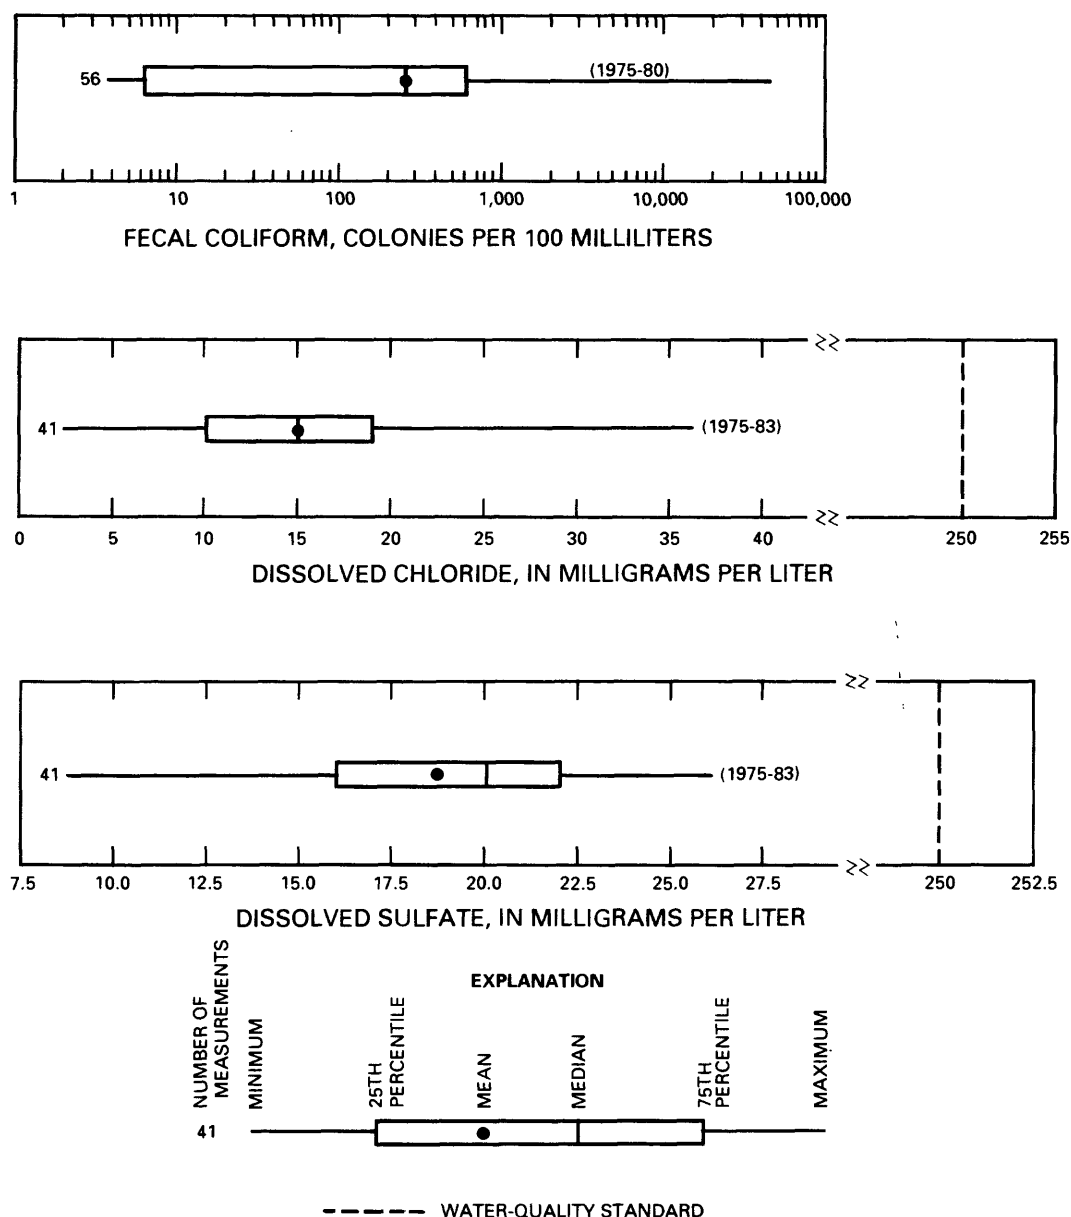 56
(1975-80)
1 10 100 1,000 10,000 100,000
FECAL COLIFORM, COLONIES PER 100 MILLILITERS
41
(1975-83)
0 5 10 15 20 25 30 35 40 250 255
DISSOLVED CHLORIDE, IN MILLIGRAMS PER LITER
41
(1975-83)
7.5 10.0 12.5 15.0 17.5 20.0 22.5 25.0 27.5 250 252.5
DISSOLVED SULFATE, IN MILLIGRAMS PER LITER
EXPLANATION
NUMBER OF
MEASUREMENTS
MINIMUM
25TH
PERCENTILE
MEAN
MEDIAN
75TH
PERCENTILE
MAXIMUM
41
WATER-QUALITY STANDARD